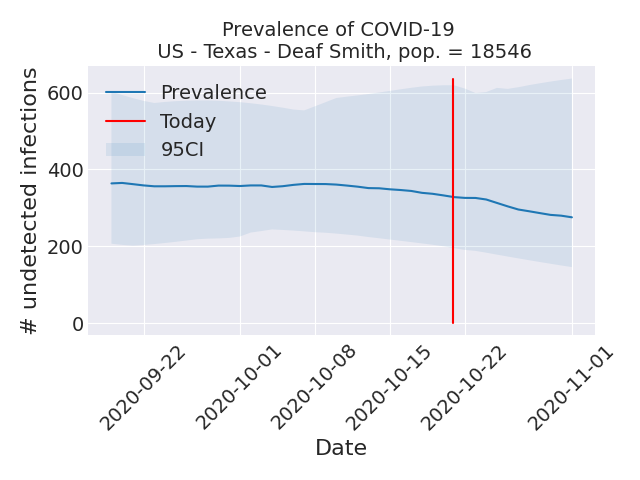 Prevalence of COVID-19
US - Texas - Deaf Smith, pop. = 18546
# undetected infections
600
400
200
0
Prevalence
Today
95CI
2020-09-22
2020-10-01
2020-10-08
2020-10-15
2020-10-22
2020-11-01
Date